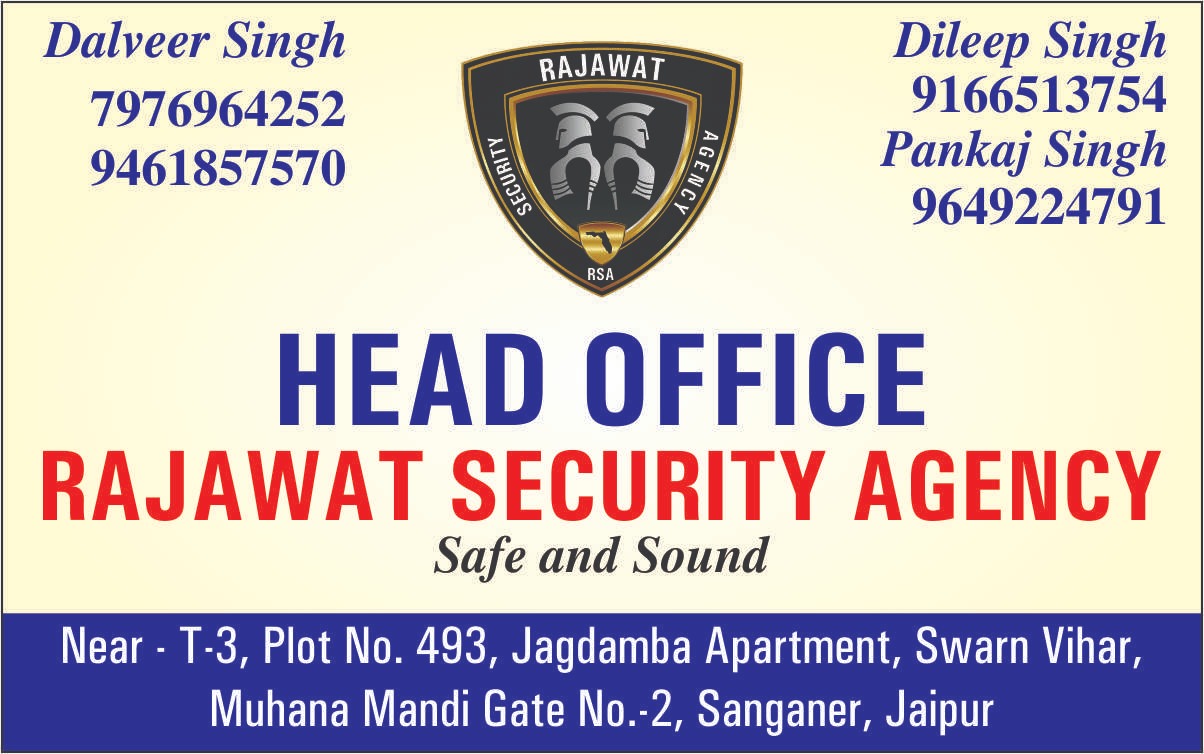 Dalveer Singh
7976964252
9461857570
RAJAWAT
SECURITY
AGENCY
RSA
Dileep Singh
9166513754
Pankaj Singh
9649224791
HEAD OFFICE
RAJAWAT SECURITY AGENCY
Safe and Sound
Near - T-3, Plot No. 493, Jagdamba Apartment, Swarn Vihar,
Muhana Mandi Gate No.-2, Sanganer, Jaipur